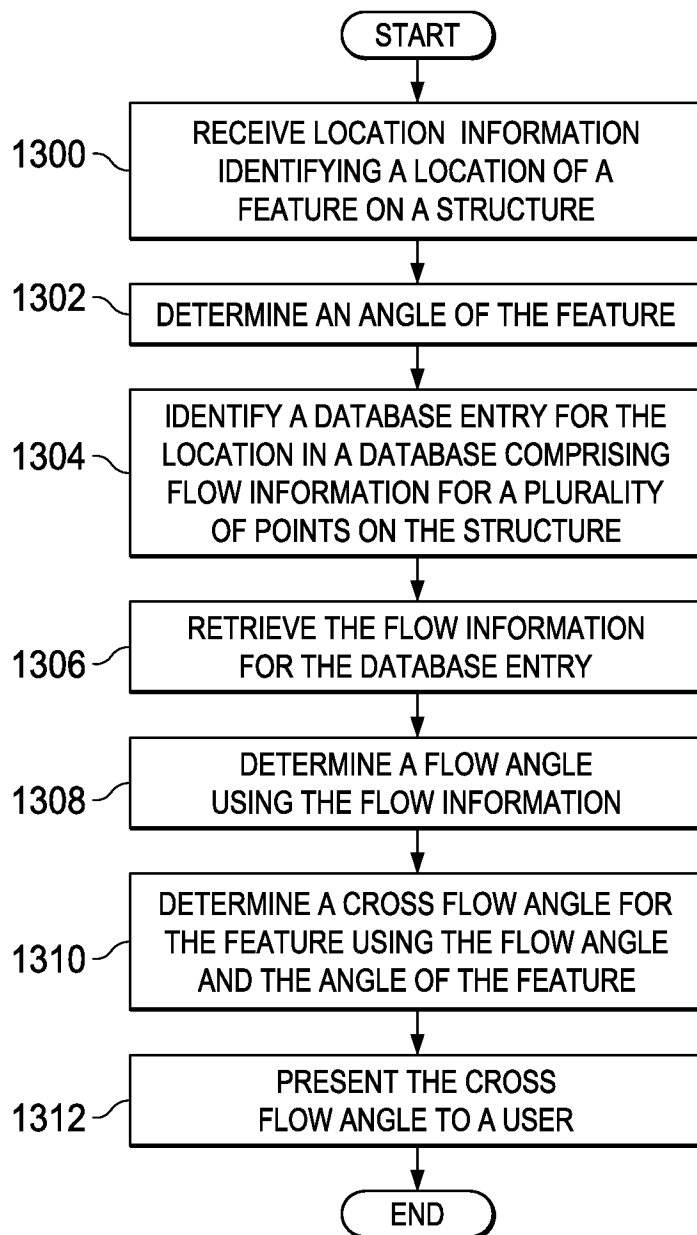 START
1300
RECEIVE LOCATION INFORMATION
IDENTIFYING A LOCATION OF A
FEATURE ON A STRUCTURE
1302
DETERMINE AN ANGLE OF THE FEATURE
1304
IDENTIFY A DATABASE ENTRY FOR THE
LOCATION IN A DATABASE COMPRISING
FLOW INFORMATION FOR A PLURALITY
OF POINTS ON THE STRUCTURE
1306
RETRIEVE THE FLOW INFORMATION
FOR THE DATABASE ENTRY
1308
DETERMINE A FLOW ANGLE
USING THE FLOW INFORMATION
1310
DETERMINE A CROSS FLOW ANGLE FOR
THE FEATURE USING THE FLOW ANGLE
AND THE ANGLE OF THE FEATURE
1312
PRESENT THE CROSS
FLOW ANGLE TO A USER
END